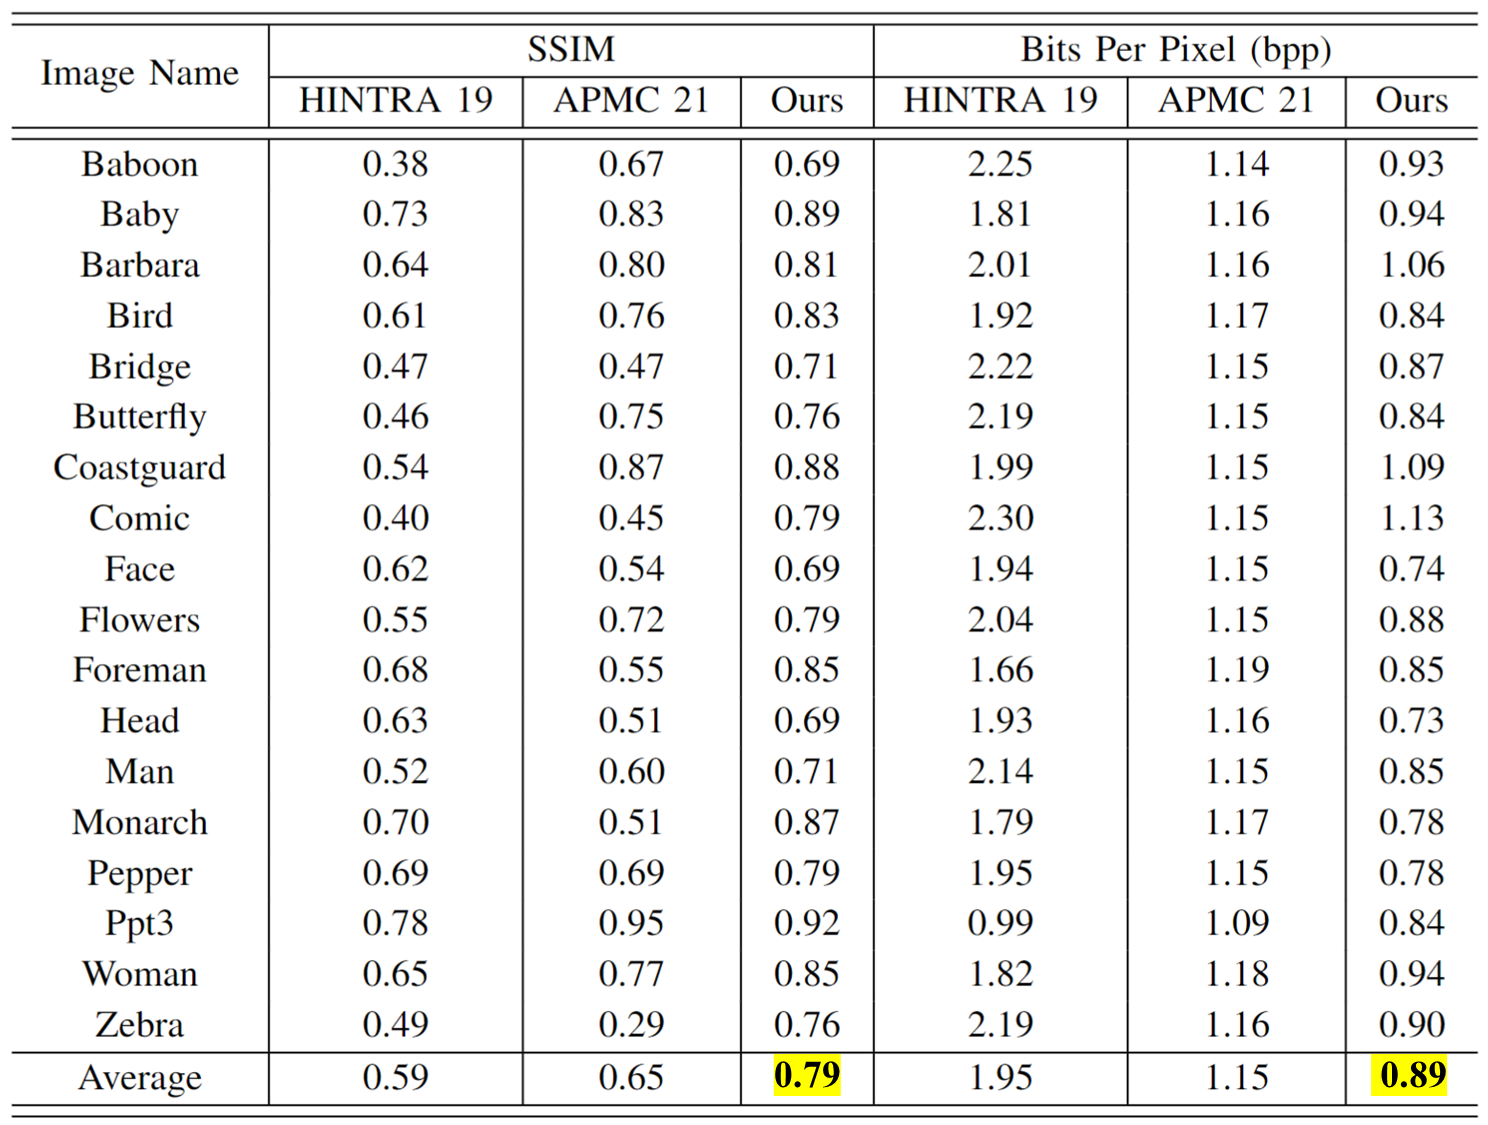 Image Name SSIM Bits Per Pixel (bpp)
HINTRA 19 APMC 21 Ours HINTRA 19 APMC 21 Ours
Baboon 0.38 0.67 0.69 2.25 1.14 0.93
Baby 0.73 0.83 0.89 1.81 1.16 0.94
Barbara 0.64 0.80 0.81 2.01 1.16 1.06
Bird 0.61 0.76 0.83 1.92 1.17 0.84
Bridge 0.47 0.47 0.71 2.22 1.15 0.87
Butterfly 0.46 0.75 0.76 2.19 1.15 0.84
Coastguard 0.54 0.87 0.88 1.99 1.15 1.09
Comic 0.40 0.45 0.79 2.30 1.15 1.13
Face 0.62 0.54 0.69 1.94 1.15 0.74
Flowers 0.55 0.72 0.79 2.04 1.15 0.88
Foreman 0.68 0.55 0.85 1.66 1.19 0.85
Head 0.63 0.51 0.69 1.93 1.16 0.73
Man 0.52 0.60 0.71 2.14 1.15 0.85
Monarch 0.70 0.51 0.87 1.79 1.17 0.78
Pepper 0.69 0.69 0.79 1.95 1.15 0.78
Ppt3 0.78 0.95 0.92 0.99 1.09 0.84
Woman 0.65 0.77 0.85 1.82 1.18 0.94
Zebra 0.49 0.29 0.76 2.19 1.16 0.90
Average 0.59 0.65 0.79 1.95 1.15 0.89